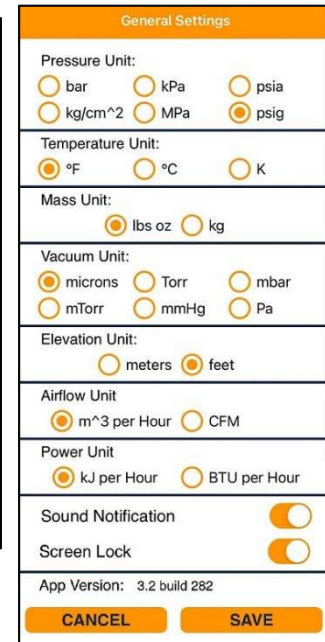 General Settings
Pressure Unit:
bar kPa psia
kg/cm^2 MPa psig
Temperature Unit:
°F °C K
Mass Unit:
lbs oz kg
Vacuum Unit:
microns Torr mbar
mTorr mmHg Pa
Elevation Unit:
meters feet
Airflow Unit
m^3 per Hour CFM
Power Unit
kJ per Hour BTU per Hour
Sound Notification
Screen Lock
App Version: 3.2 build 282
CANCEL SAVE